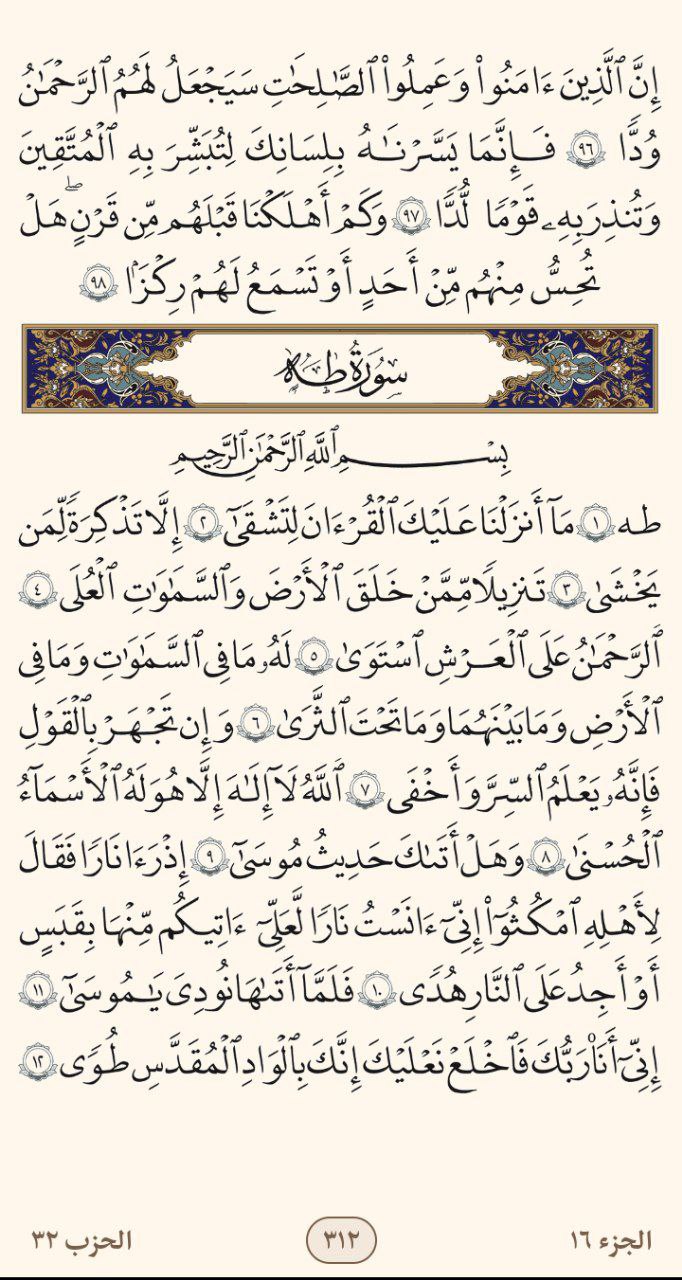 إِنَّ ٱلَّذِينَ ءَامَنُوا۟ وَعَمِلُوا۟ ٱلصَّـٰلِحَـٰتِ سَيَجْعَلُ لَهُمُ ٱلرَّحْمَـٰنُ
وُدًّا ٩٦ فَإِنَّمَا يَسَّرْنَـٰهُ بِلِسَانِكَ لِتُبَشِّرَ بِهِ ٱلْمُتَّقِينَ
وَتُنذِرَ بِهِۦ قَوْمًا لُّدًّا ٩٧ وَكَمْ أَهْلَكْنَا قَبْلَهُم مِّن قَرْنٍ ۖ هَلْ
تُحِسُّ مِنْهُم مِّنْ أَحَدٍ أَوْ تَسْمَعُ لَهُمْ رِكْزًۢا ٩٨
سُورَةُ طه
بِسْمِ ٱللَّهِ ٱلرَّحْمَـٰنِ ٱلرَّحِيمِ
طه ١ مَآ أَنزَلْنَا عَلَيْكَ ٱلْقُرْءَانَ لِتَشْقَىٰٓ ٢ إِلَّا تَذْكِرَةً لِّمَن
يَخْشَىٰ ٣ تَنزِيلًا مِّمَّنْ خَلَقَ ٱلْأَرْضَ وَٱلسَّمَـٰوَٰتِ ٱلْعُلَى ٤
ٱلرَّحْمَـٰنُ عَلَى ٱلْعَرْشِ ٱسْتَوَىٰ ٥ لَهُۥ مَا فِى ٱلسَّمَـٰوَٰتِ وَمَا فِى
ٱلْأَرْضِ وَمَا بَيْنَهُمَا وَمَا تَحْتَ ٱلثَّرَىٰ ٦ وَإِن تَجْهَرْ بِٱلْقَوْلِ
فَإِنَّهُۥ يَعْلَمُ ٱلسِّرَّ وَأَخْفَى ٧ ٱللَّهُ لَآ إِلَـٰهَ إِلَّا هُوَ لَهُ ٱلْأَسْمَآءُ
ٱلْحُسْنَىٰ ٨ وَهَلْ أَتَىٰكَ حَدِيثُ مُوسَىٰٓ ٩ إِذْ رَءَا نَارًا فَقَالَ
لِأَهْلِهِ ٱمْكُثُوٓا۟ إِنِّىٓ ءَانَسْتُ نَارًا لَّعَلِّىٓ ءَاتِيكُم مِّنْهَا بِقَبَسٍ
أَوْ أَجِدُ عَلَى ٱلنَّارِ هُدًى ١٠ فَلَمَّآ أَتَىٰهَا نُودِىَ يَـٰمُوسَىٰٓ ١١
إِنِّىٓ أَنَا۠ رَبُّكَ فَٱخْلَعْ نَعْلَيْكَ إِنَّكَ بِٱلْوَادِ ٱلْمُقَدَّسِ طُوًى ١٢
الجزء ١٦ ٣١٢ الحزب ٣٢